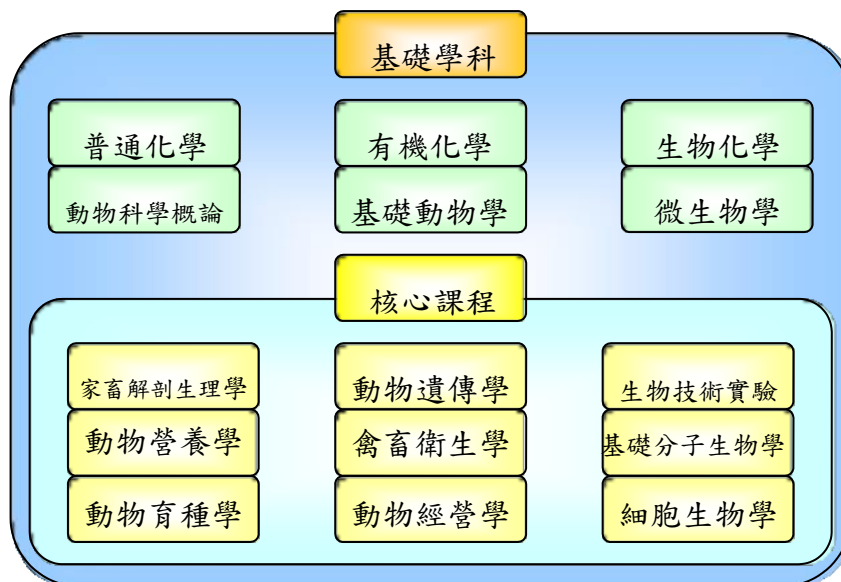 基礎學科
普通化學
有機化學
生物化學
動物科學概論
基礎動物學
微生物學
核心課程
家畜解剖生理學
動物遺傳學
生物技術實驗
動物營養學
禽畜衛生學
基礎分子生物學
動物育種學
動物經營學
細胞生物學